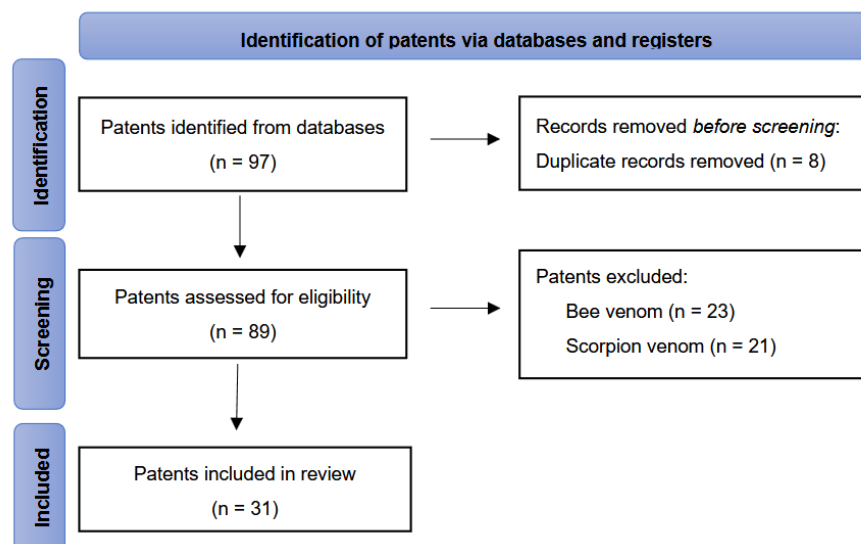 Identification of patents via databases and registers
Identification
Patents identified from databases
(n = 97)
Records removed before screening:
Duplicate records removed (n = 8)
Screening
Patents assessed for eligibility
(n = 89)
Patents excluded:
Bee venom (n = 23)
Scorpion venom (n = 21)
Included
Patents included in review
(n = 31)